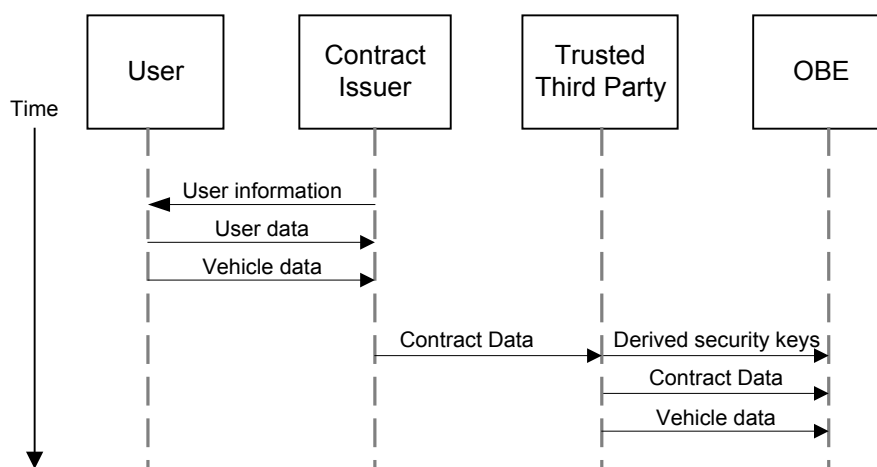 User
Contract
Issuer
Trusted
Third Party
OBE
Time
User information
User data
Vehicle data
Contract Data
Derived security keys
Contract Data
Vehicle data